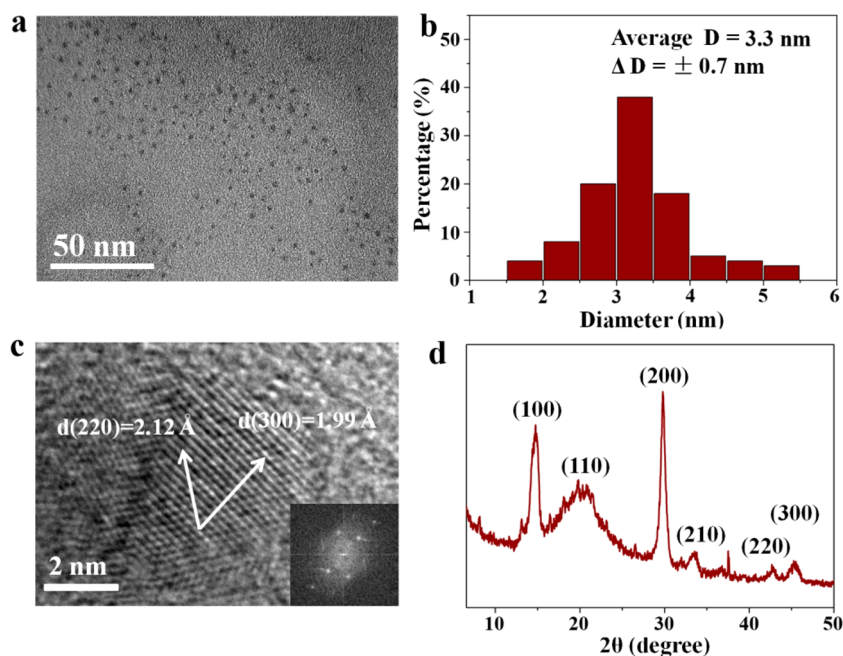 a
50 nm
b
Average D = 3.3 nm
Δ D = ± 0.7 nm
Percentage (%)
50
40
30
20
10
0
1 2 3 4 5 6
Diameter (nm)
c
d(220)=2.12 Å
d(300)=1.99 Å
2 nm
d
(100)
(110)
(200)
(210)
(220)
(300)
10 20 30 40 50
2θ (degree)